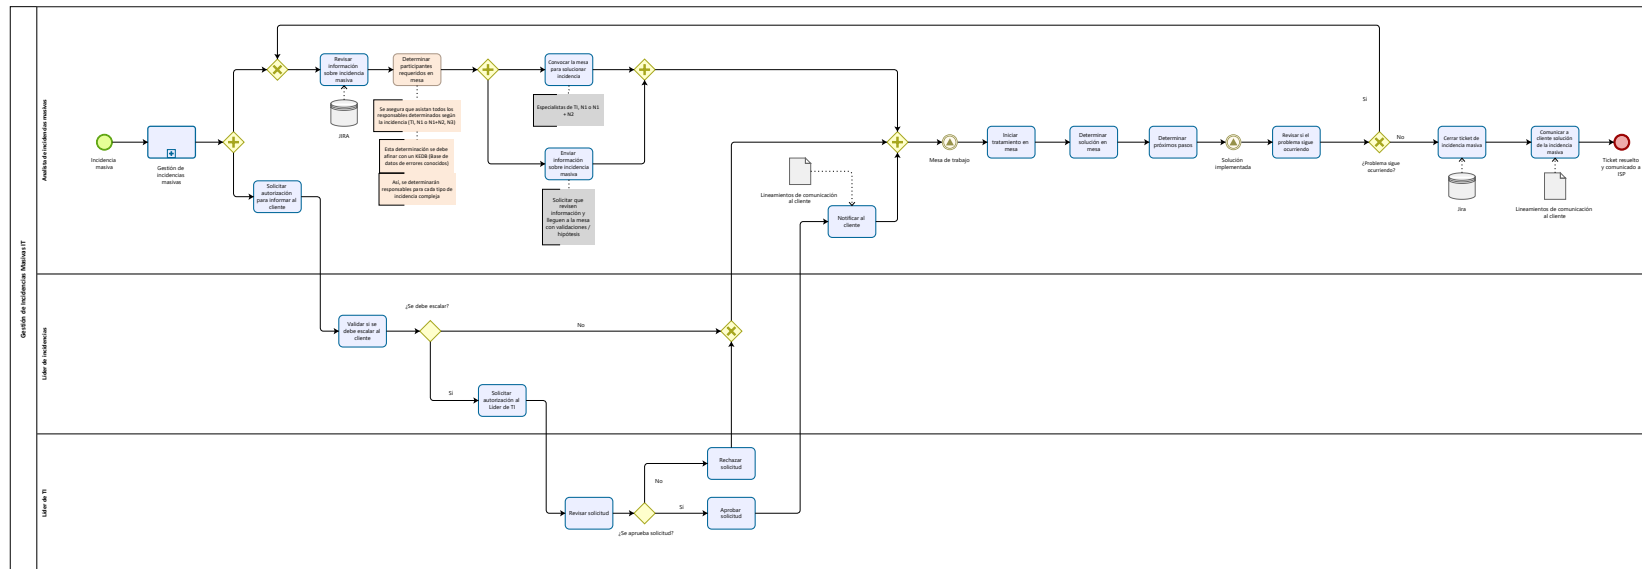 Gestión de Incidencias Masivas IT
Analista de incidencias masivas
Incidencia
masiva
Gestión de
incidencias
masivas
Revisar
información
sobre incidencia
masiva
JIRA
Determinar
participantes
requeridos en
mesa
Se asegura que asistan todos los
responsables determinados según
la incidencia (TI, N1 o N1+N2, N3)
Esta determinación se debe
afinar con un KEDB (Base de
datos de errores conocidos)
Así, se determinarán
responsables para cada tipo de
incidencia compleja
Solicitar
autorización
para informar al
cliente
Convocar la mesa
para solucionar
incidencia
Especialistas de TI, N1 o N1
+ N2
Enviar
información
sobre incidencia
masiva
Solicitar que
revisen
información y
lleguen a la mesa
con validaciones /
hipótesis
Lineamientos de comunicación
al cliente
Notificar al
cliente
Mesa de trabajo
Iniciar
tratamiento en
mesa
Determinar
solución en
mesa
Determinar
próximos pasos
Solución
implementada
Revisar si el
problema sigue
ocurriendo
Si
¿Problema sigue
ocurriendo?
No
Cerrar ticket de
incidencia masiva
Jira
Comunicar a
cliente solución
de la incidencia
masiva
Lineamientos de comunicación
al cliente
Ticket resuelto
y comunicado a
ISP
Líder de incidencias
Validar si se
debe escalar al
cliente
¿Se debe escalar?
No
Si
Solicitar
autorización al
Líder de TI
Líder de TI
Revisar solicitud
¿Se aprueba solicitud?
No
Si
Rechazar
solicitud
Aprobar
solicitud